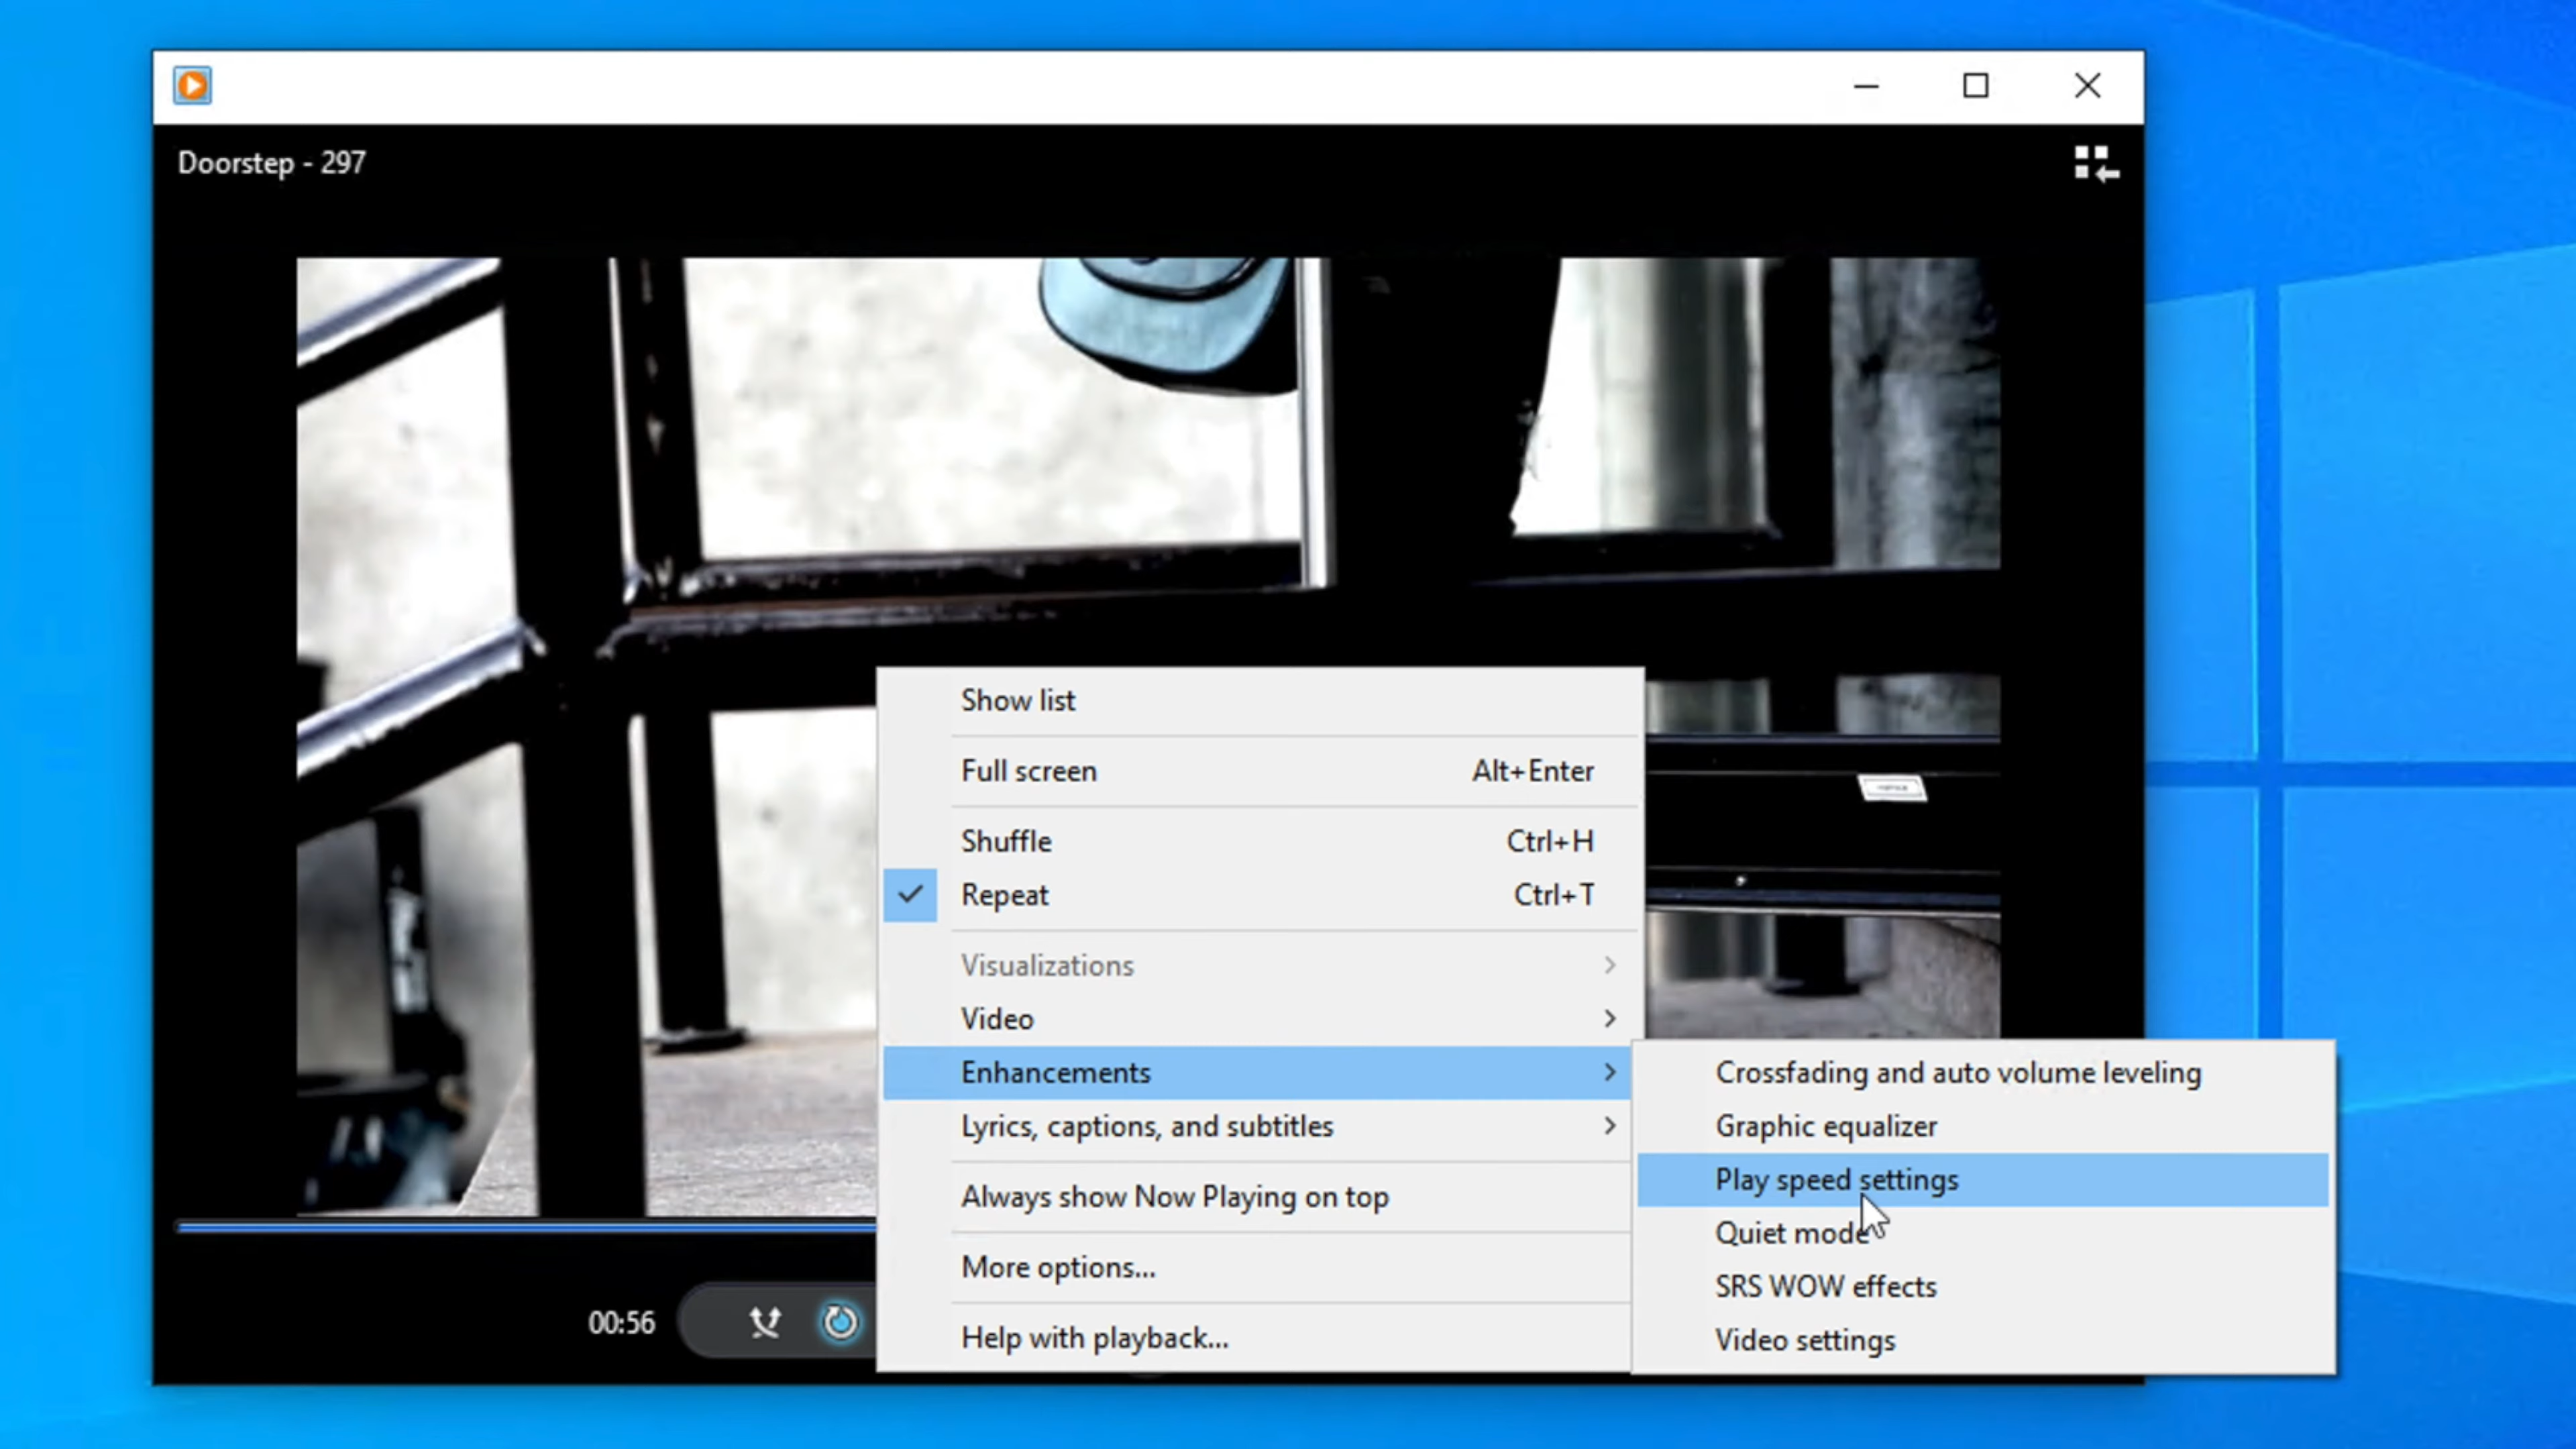 Doorstep - 297
Show list
Full screen Alt+Enter
Shuffle Ctrl+H
Repeat Ctrl+T
Visualizations
Video
Enhancements
Lyrics, captions, and subtitles
Always show Now Playing on top
More options...
Help with playback...
Crossfading and auto volume leveling
Graphic equalizer
Play speed settings
Quiet mode
SRS WOW effects
Video settings
00:56